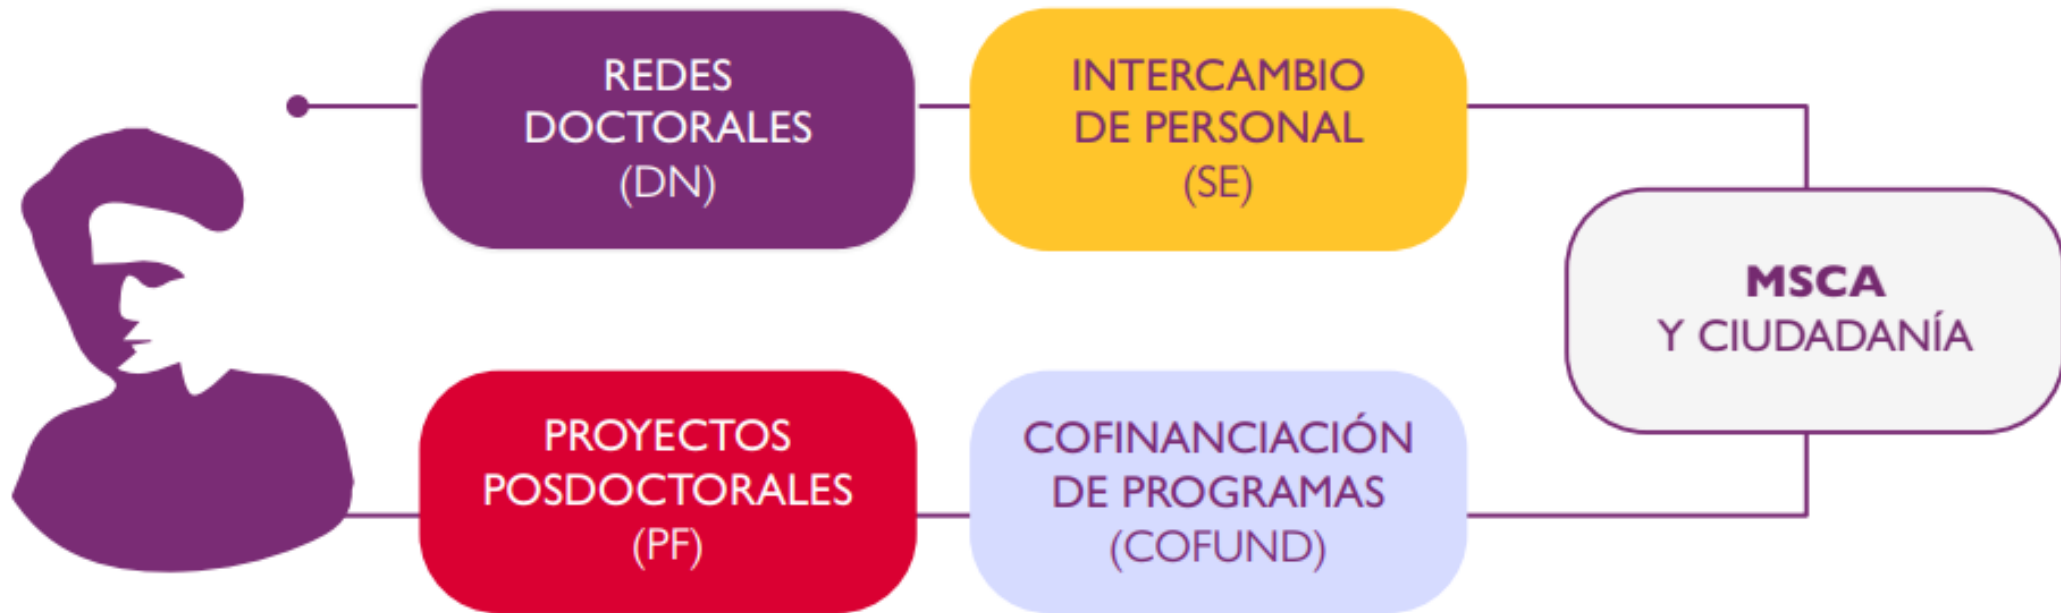 REDES
DOCTORALES
(DN)
INTERCAMBIO
DE PERSONAL
(SE)
MSCA
Y CIUDADANÍA
PROYECTOS
POSDOCTORALES
(PF)
COFINANCIACIÓN
DE PROGRAMAS
(COFUND)